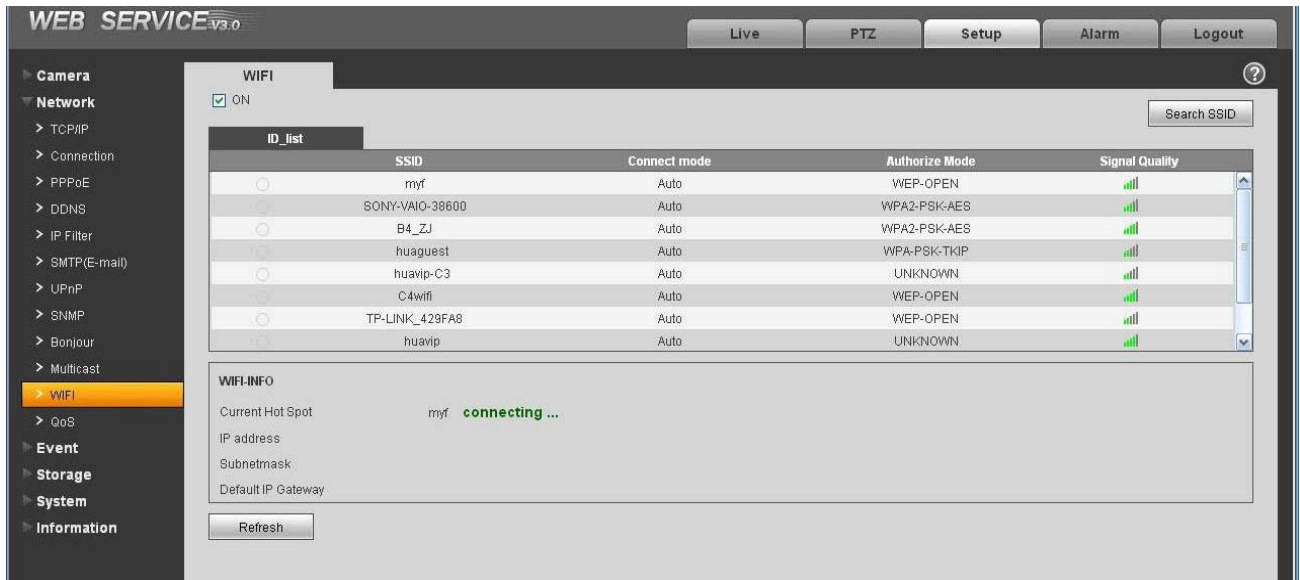 WEB SERVICE V3.0
Live PTZ Setup Alarm Logout
Camera
Network
> TCP/IP
> Connection
> PPPoE
> DDNS
> IP Filter
> SMTP(E-mail)
> UPnP
> SNMP
> Bonjour
> Multicast
> WIFI
> QoS
Event
Storage
System
Information
WIFI
?
ON
Search SSID
ID_list
SSID Connect mode Authorize Mode Signal Quality
myf Auto WEP-OPEN
SONY-VAIO-38600 Auto WPA2-PSK-AES
B4_ZJ Auto WPA2-PSK-AES
huaguest Auto WPA-PSK-TKIP
huavip-C3 Auto UNKNOWN
C4wifi Auto WEP-OPEN
TP-LINK_429FA8 Auto WEP-OPEN
huavip Auto UNKNOWN
WIFI-INFO
Current Hot Spot myf connecting ...
IP address
Subnetmask
Default IP Gateway
Refresh